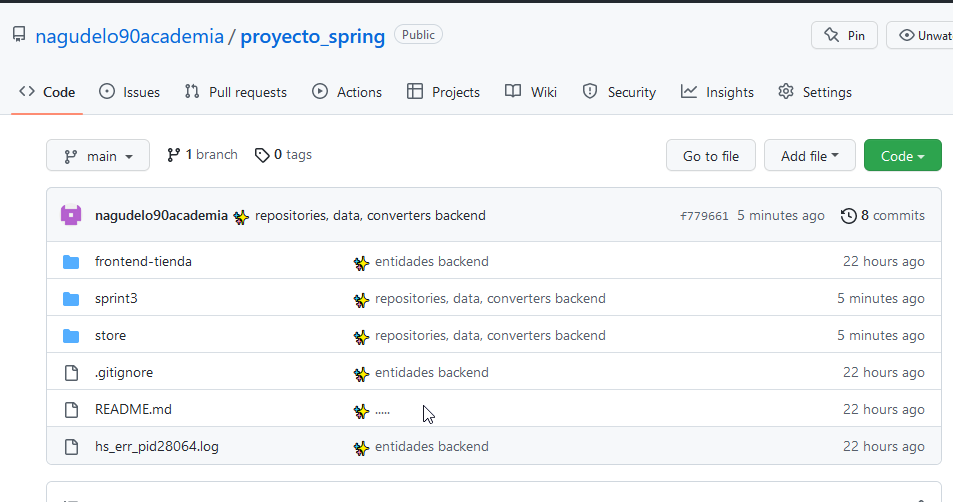 nagudelo90academia / proyecto_spring Public Pin Unwat
Code Issues Pull requests Actions Projects Wiki Security Insights Settings
main 1 branch 0 tags Go to file Add file Code
nagudelo90academia repositories, data, converters backend f779661 5 minutes ago 8 commits
frontend-tienda entidades backend 22 hours ago
sprint3 repositories, data, converters backend 5 minutes ago
store repositories, data, converters backend 5 minutes ago
.gitignore entidades backend 22 hours ago
README.md ..... 22 hours ago
hs_err_pid28064.log entidades backend 22 hours ago